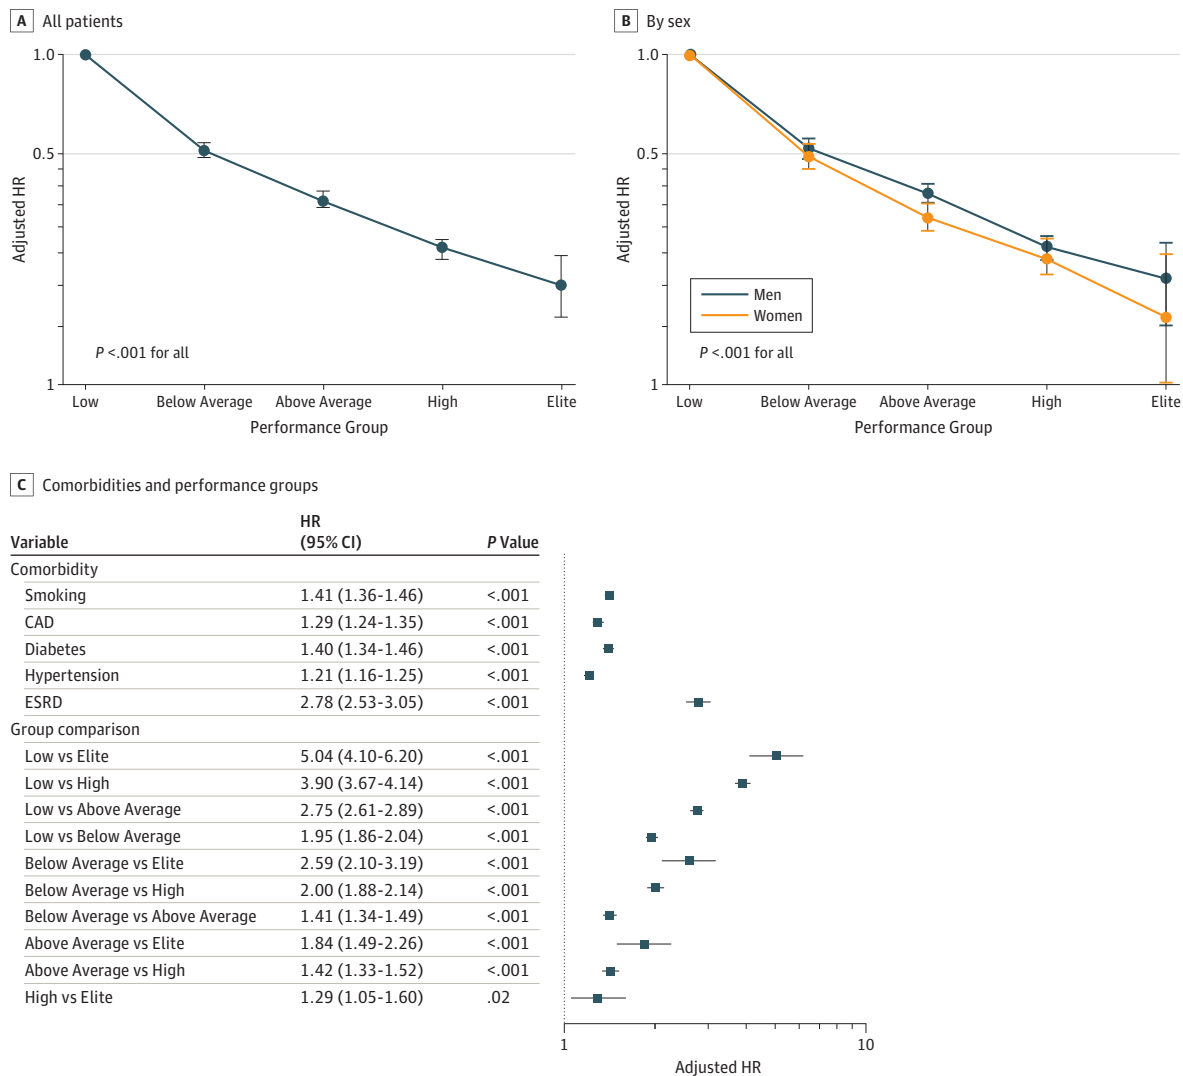 A All patients
1.0
0.5
1
Adjusted HR
P <.001 for all
Low Below Average Above Average High Elite
Performance Group
B By sex
1.0
0.5
1
Adjusted HR
Men
Women
P <.001 for all
Low Below Average Above Average High Elite
Performance Group
C Comorbidities and performance groups
HR
Variable (95% CI) P Value
Comorbidity
Smoking 1.41 (1.36-1.46) <.001
CAD 1.29 (1.24-1.35) <.001
Diabetes 1.40 (1.34-1.46) <.001
Hypertension 1.21 (1.16-1.25) <.001
ESRD 2.78 (2.53-3.05) <.001
Group comparison
Low vs Elite 5.04 (4.10-6.20) <.001
Low vs High 3.90 (3.67-4.14) <.001
Low vs Above Average 2.75 (2.61-2.89) <.001
Low vs Below Average 1.95 (1.86-2.04) <.001
Below Average vs Elite 2.59 (2.10-3.19) <.001
Below Average vs High 2.00 (1.88-2.14) <.001
Below Average vs Above Average 1.41 (1.34-1.49) <.001
Above Average vs Elite 1.84 (1.49-2.26) <.001
Above Average vs High 1.42 (1.33-1.52) <.001
High vs Elite 1.29 (1.05-1.60) .02
1 10
Adjusted HR